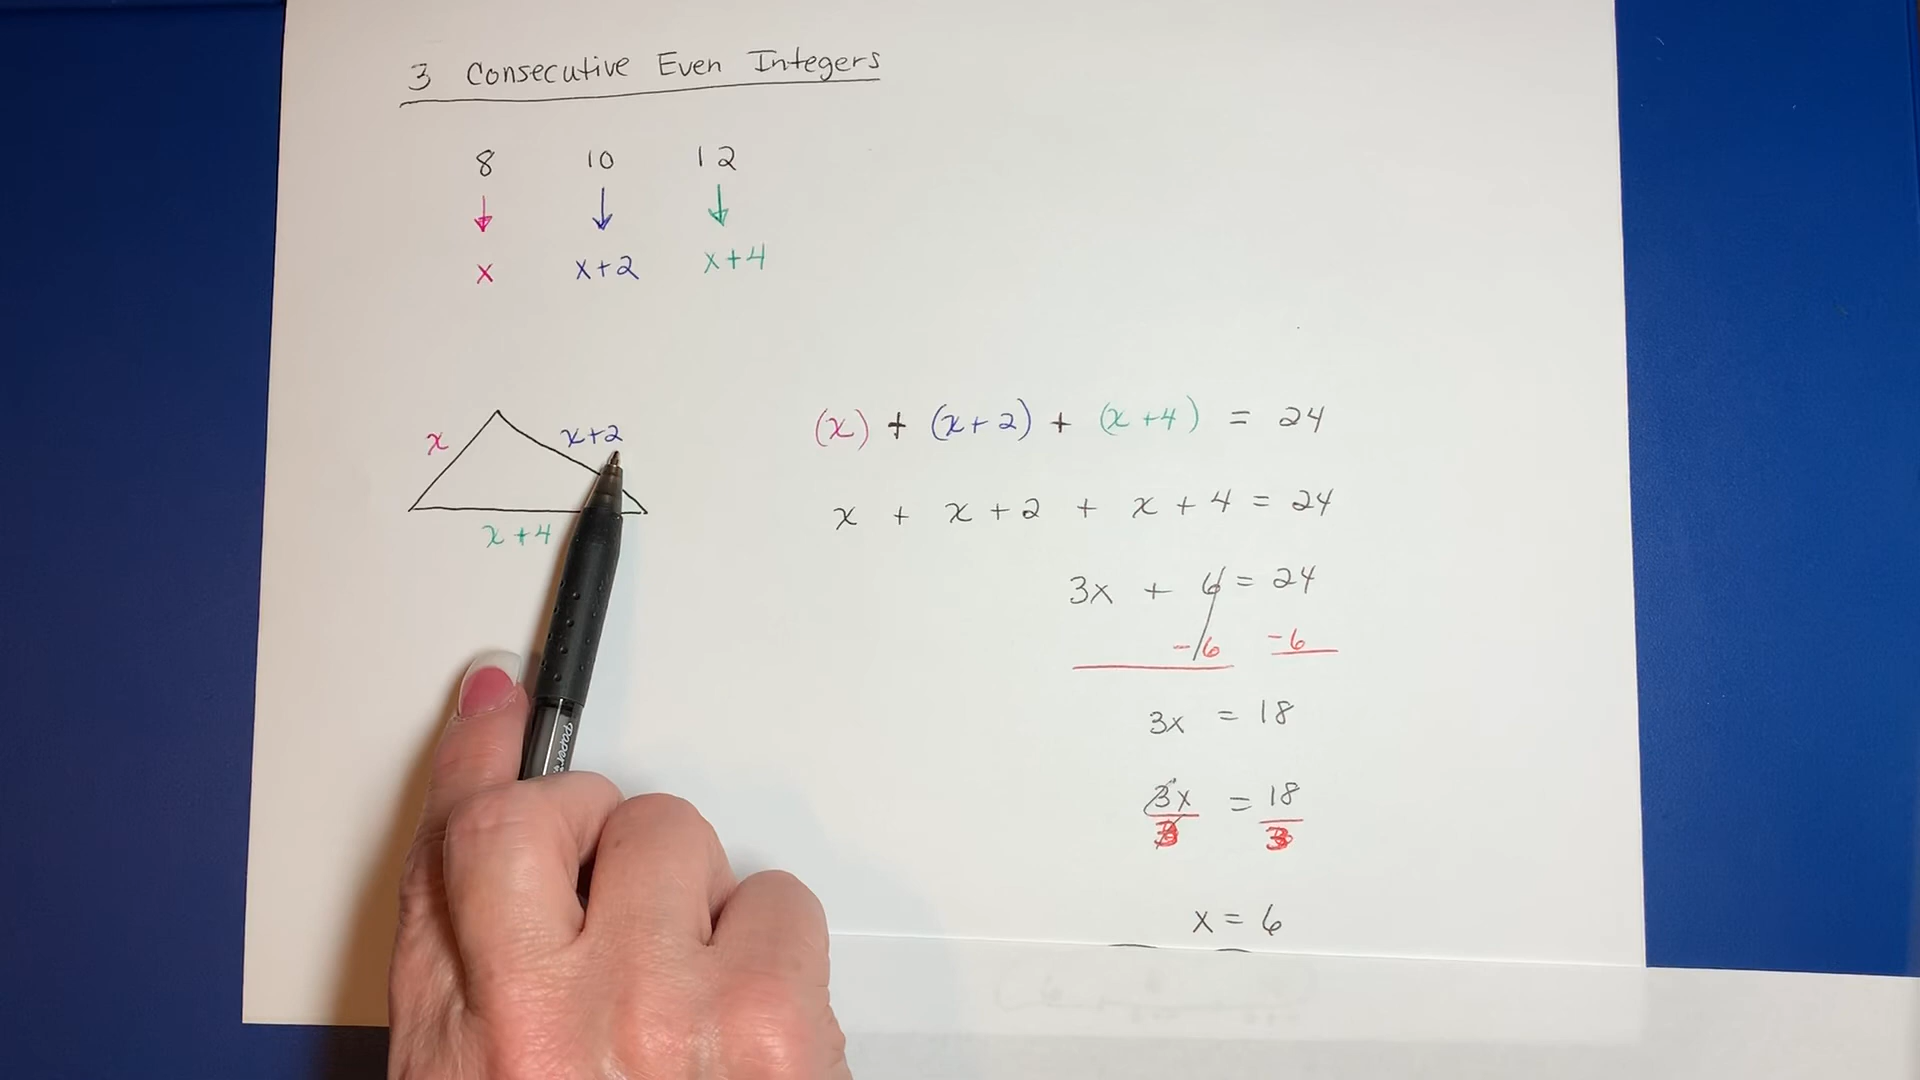 3 Consecutive Even Integers
8 10 12
x x+2 x+4
x x+2
x+4
(x) + (x+2) + (x+4) = 24
x + x+2 + x+4 = 24
3x + 6 = 24
-6 -6
3x = 18
3x = 18
3 3
x = 6